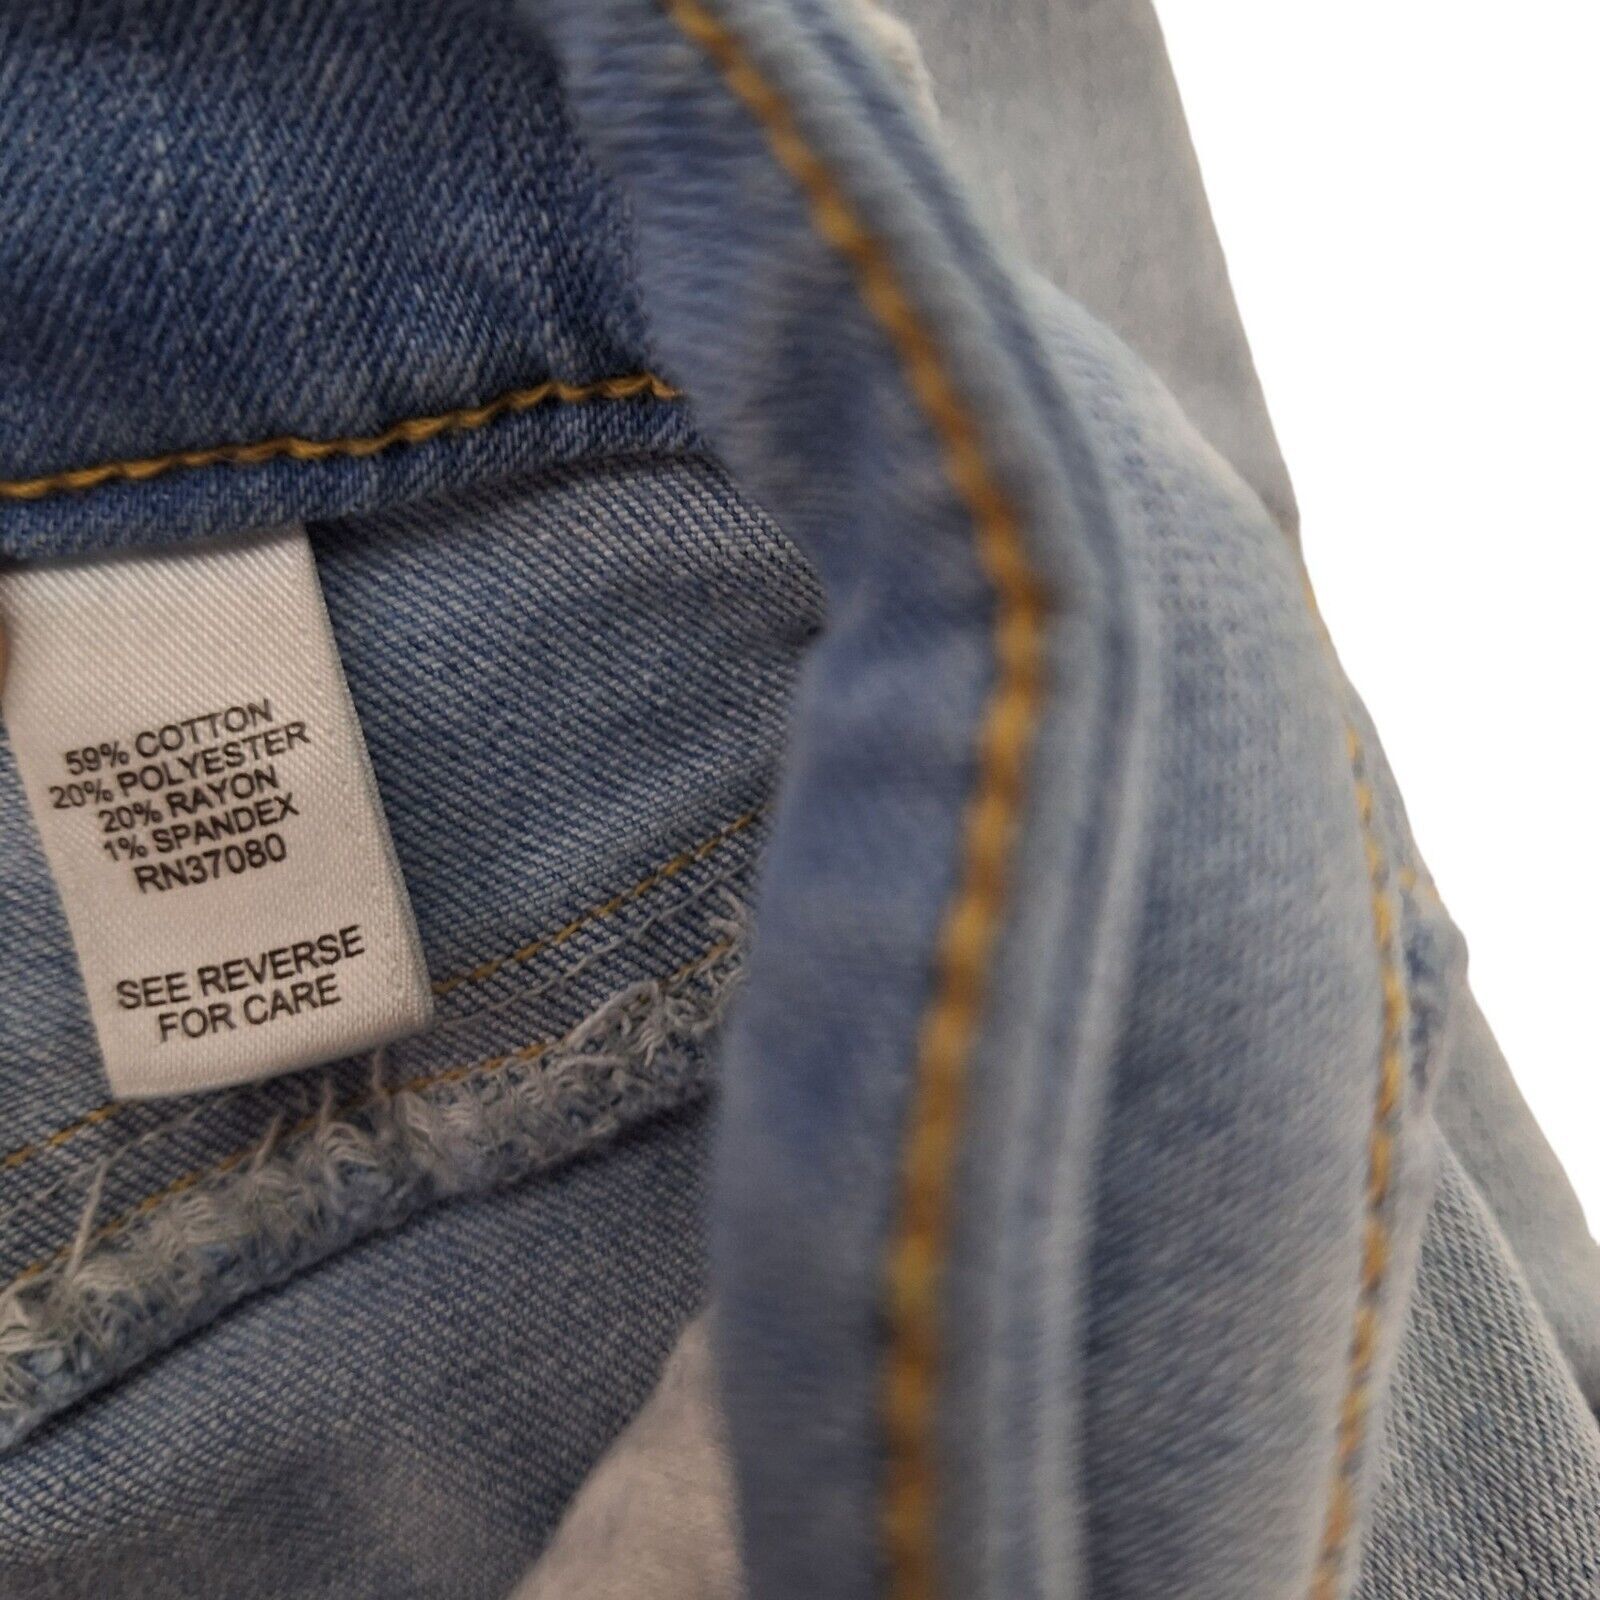 59% COTTON
20% POLYESTER
20% RAYON
1% SPANDEX
RN37080
SEE REVERSE
FOR CARE